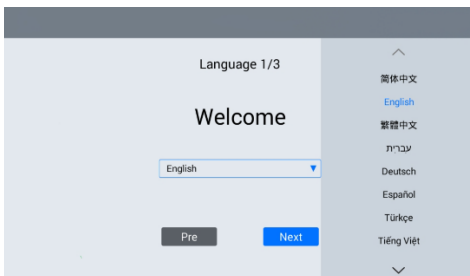 Language 1/3
Welcome
English
Pre
Next
简体中文
English
繁體中文
עברית
Deutsch
Español
Türkçe
Tiếng Việt